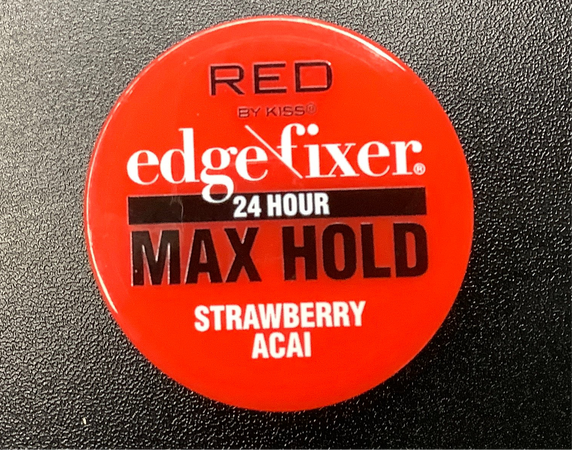 RED
BY KISS®
edge fixer®
24 HOUR
MAX HOLD
STRAWBERRY
ACAI